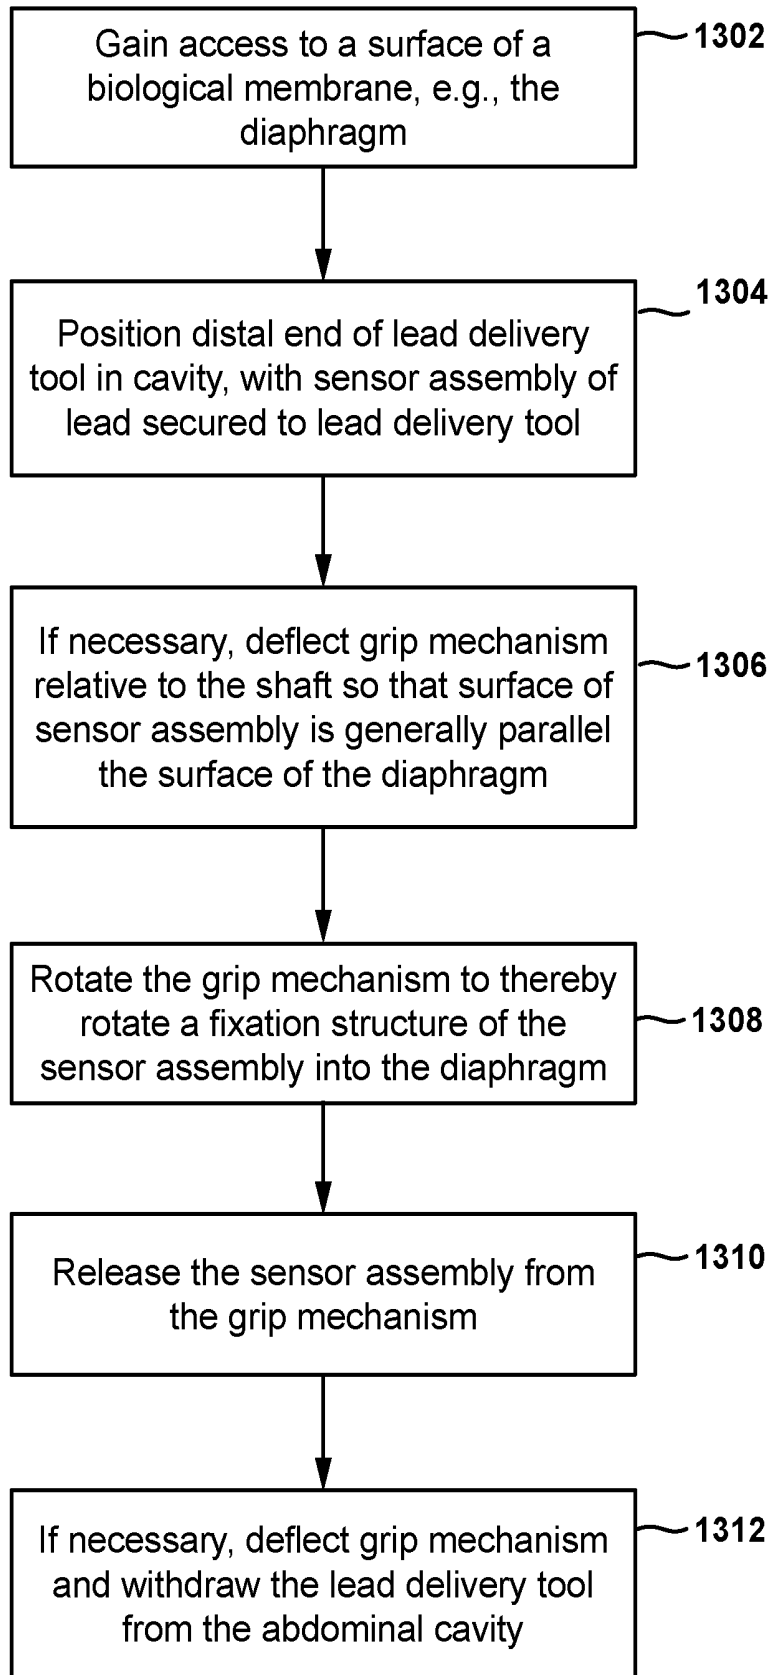 Gain access to a surface of a
biological membrane, e.g., the
diaphragm
1302
Position distal end of lead delivery
tool in cavity, with sensor assembly of
lead secured to lead delivery tool
1304
If necessary, deflect grip mechanism
relative to the shaft so that surface of
sensor assembly is generally parallel
the surface of the diaphragm
1306
Rotate the grip mechanism to thereby
rotate a fixation structure of the
sensor assembly into the diaphragm
1308
Release the sensor assembly from
the grip mechanism
1310
If necessary, deflect grip mechanism
and withdraw the lead delivery tool
from the abdominal cavity
1312